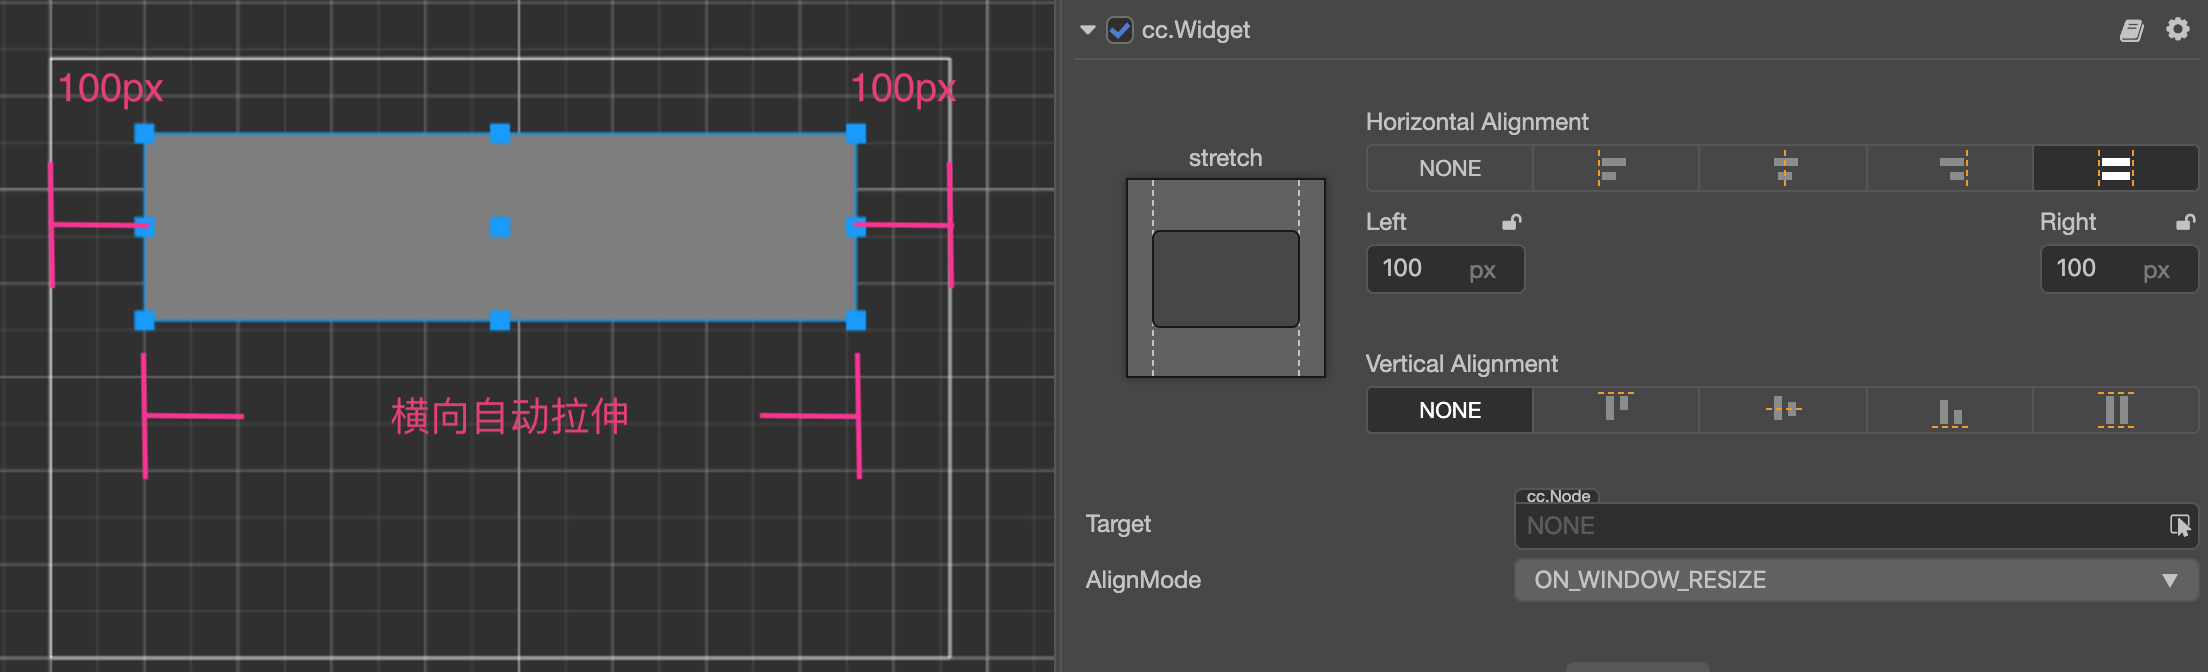 100px
100px
横向自动拉伸
cc.Widget
stretch
Horizontal Alignment
NONE
Left
Right
100 px
100 px
Vertical Alignment
NONE
Target
cc.Node
NONE
AlignMode
ON_WINDOW_RESIZE